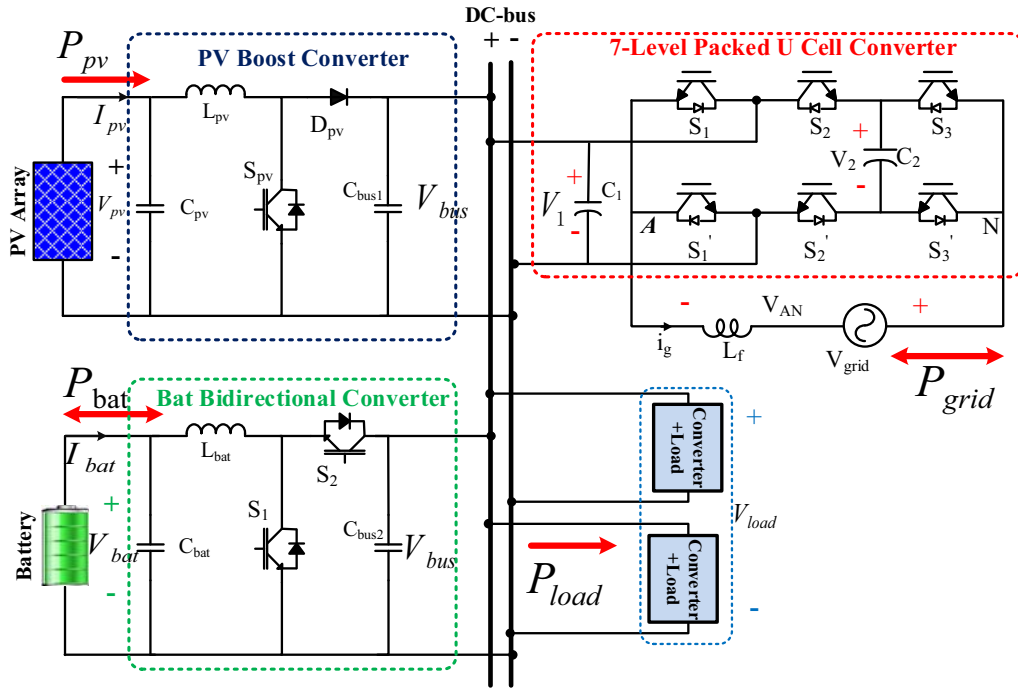 DC-bus
+ -
P_pv
PV Boost Converter
I_pv
L_pv
D_pv
PV Array
+
V_pv
-
C_pv
S_pv
C_bus1
V_bus
7-Level Packed U Cell Converter
S_1
S_2
S_3
+
V_1
-
C_1
+
V_2
-
C_2
A
S_1'
S_2'
S_3'
N
-
V_AN
+
i_g
L_f
V_grid
P_grid
P_bat
Bat Bidirectional Converter
I_bat
L_bat
S_2
Battery
+
V_bat
-
C_bat
S_1
C_bus2
V_bus
P_load
Converter
+Load
Converter
+Load
+
V_load
-